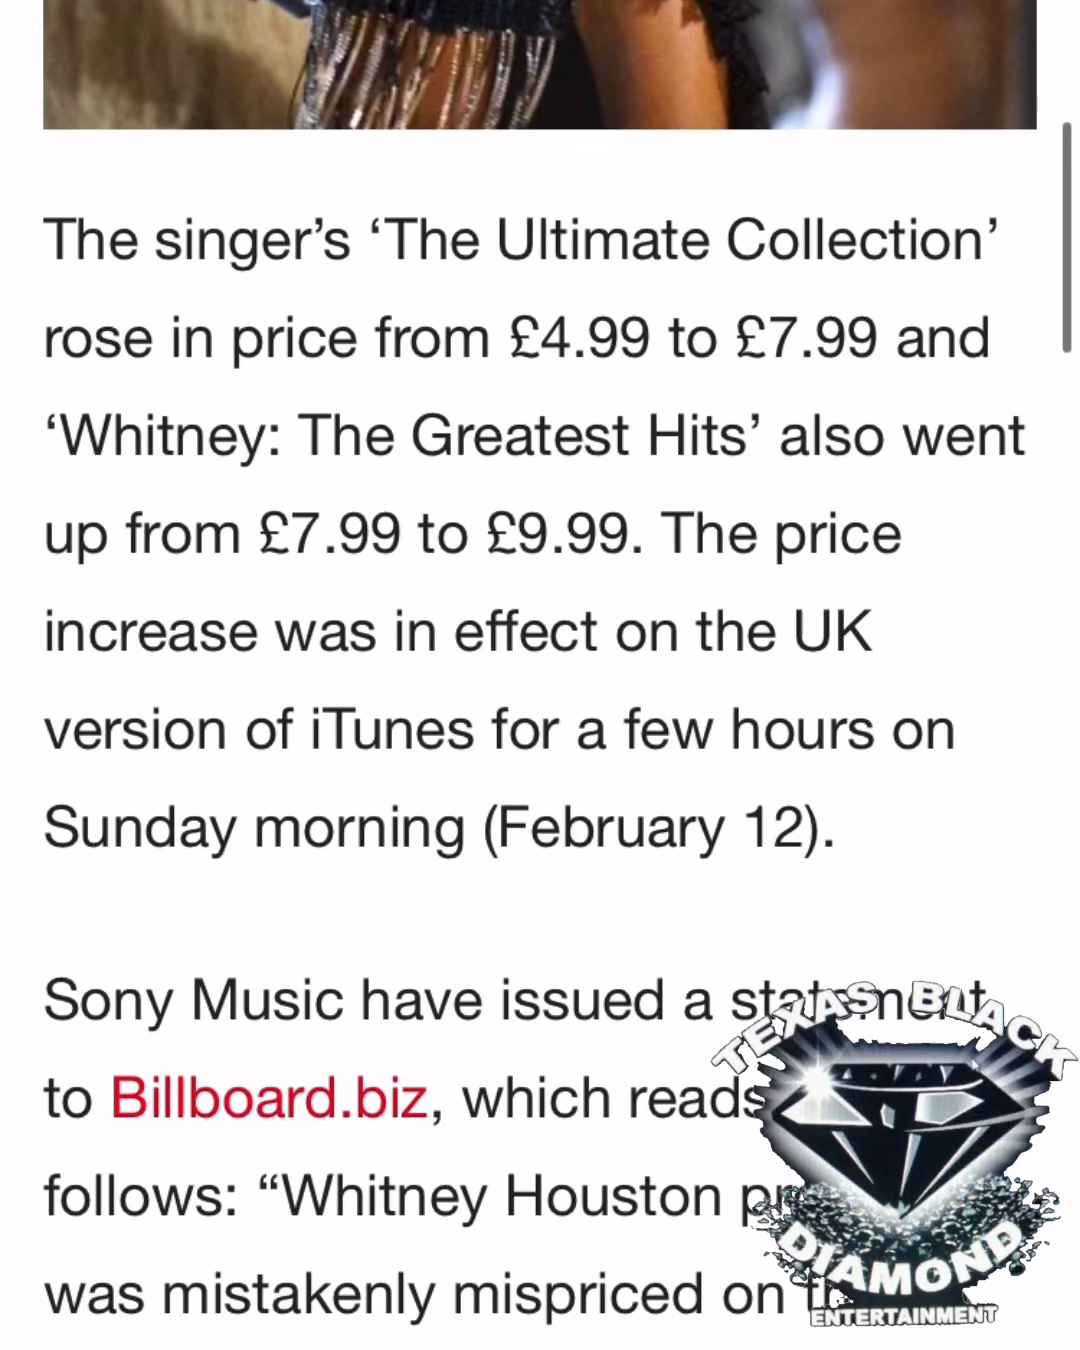 The singer’s ‘The Ultimate Collection’
rose in price from £4.99 to £7.99 and
‘Whitney: The Greatest Hits’ also went
up from £7.99 to £9.99. The price
increase was in effect on the UK
version of iTunes for a few hours on
Sunday morning (February 12).
Sony Music have issued a statement
to Billboard.biz, which reads
follows: “Whitney Houston
was mistakenly mispriced on
TEXAS BLACK
DIAMOND
ENTERTAINMENT